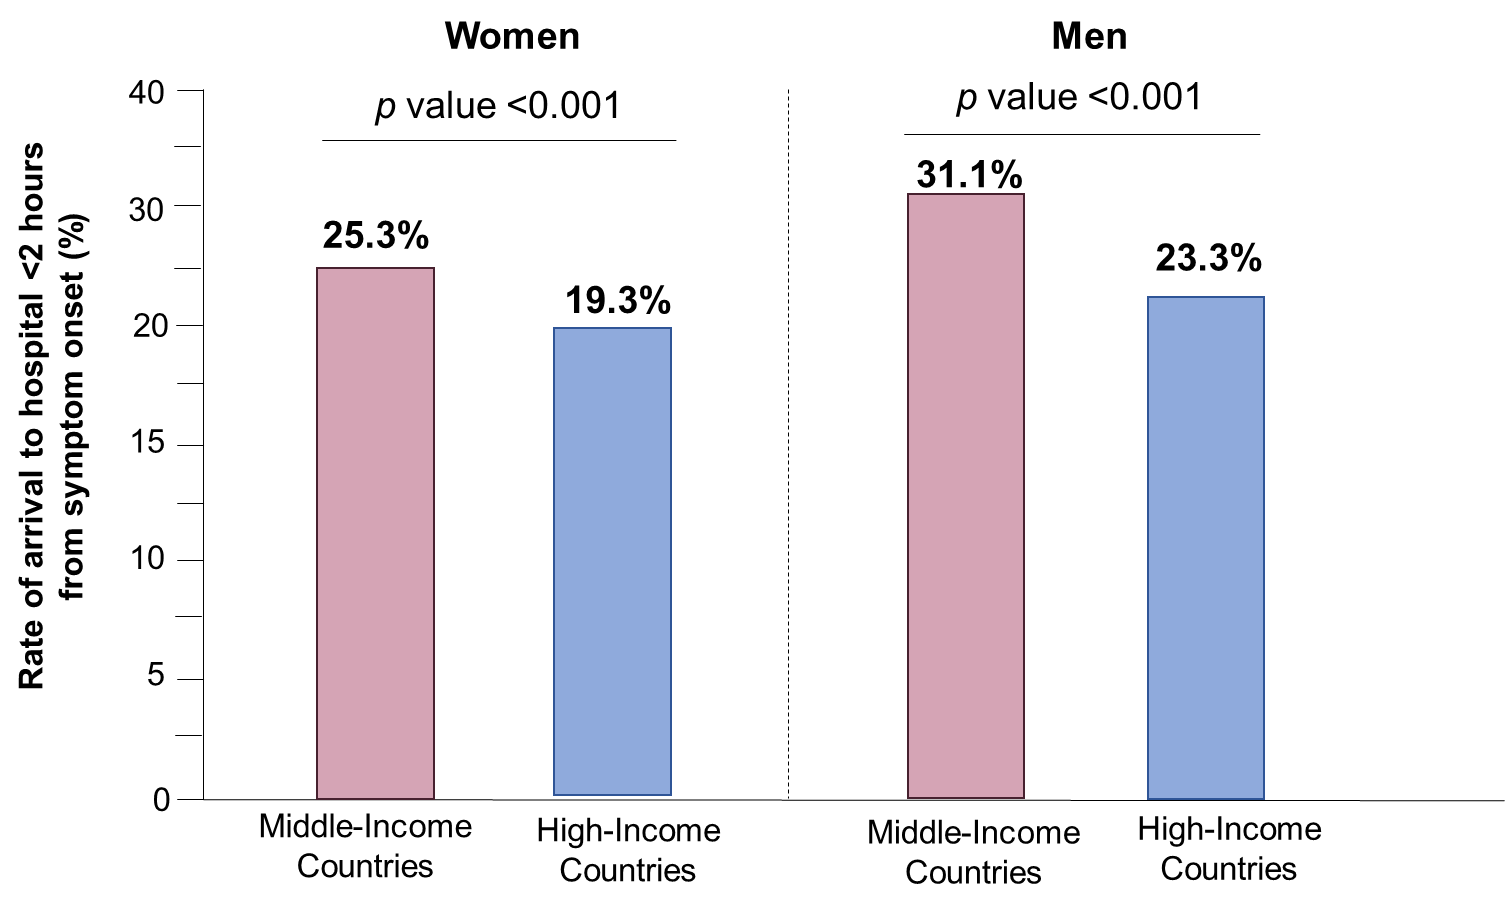 Women
Men
p value <0.001
p value <0.001
Rate of arrival to hospital <2 hours
from symptom onset (%)
40
30
20
15
10
5
0
25.3%
19.3%
31.1%
23.3%
Middle-Income
Countries
High-Income
Countries
Middle-Income
Countries
High-Income
Countries